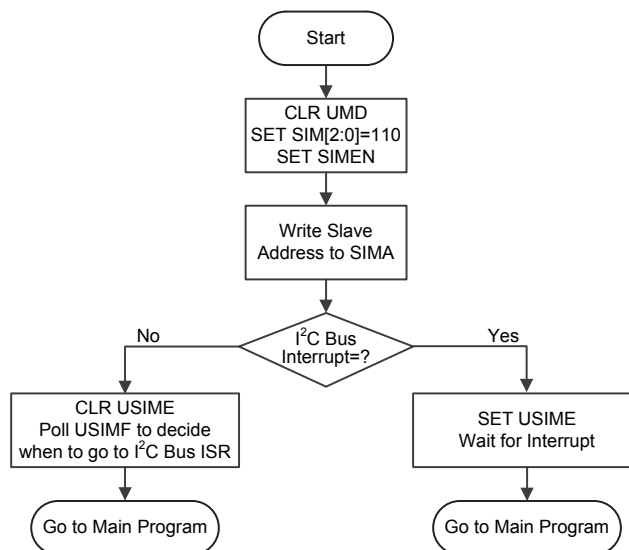 Start
CLR UMD
SET SIM[2:0]=110
SET SIMEN
Write Slave
Address to SIMA
No
I²C Bus
Interrupt=?
Yes
CLR USIME
Poll USIMF to decide
when to go to I²C Bus ISR
SET USIME
Wait for Interrupt
Go to Main Program
Go to Main Program